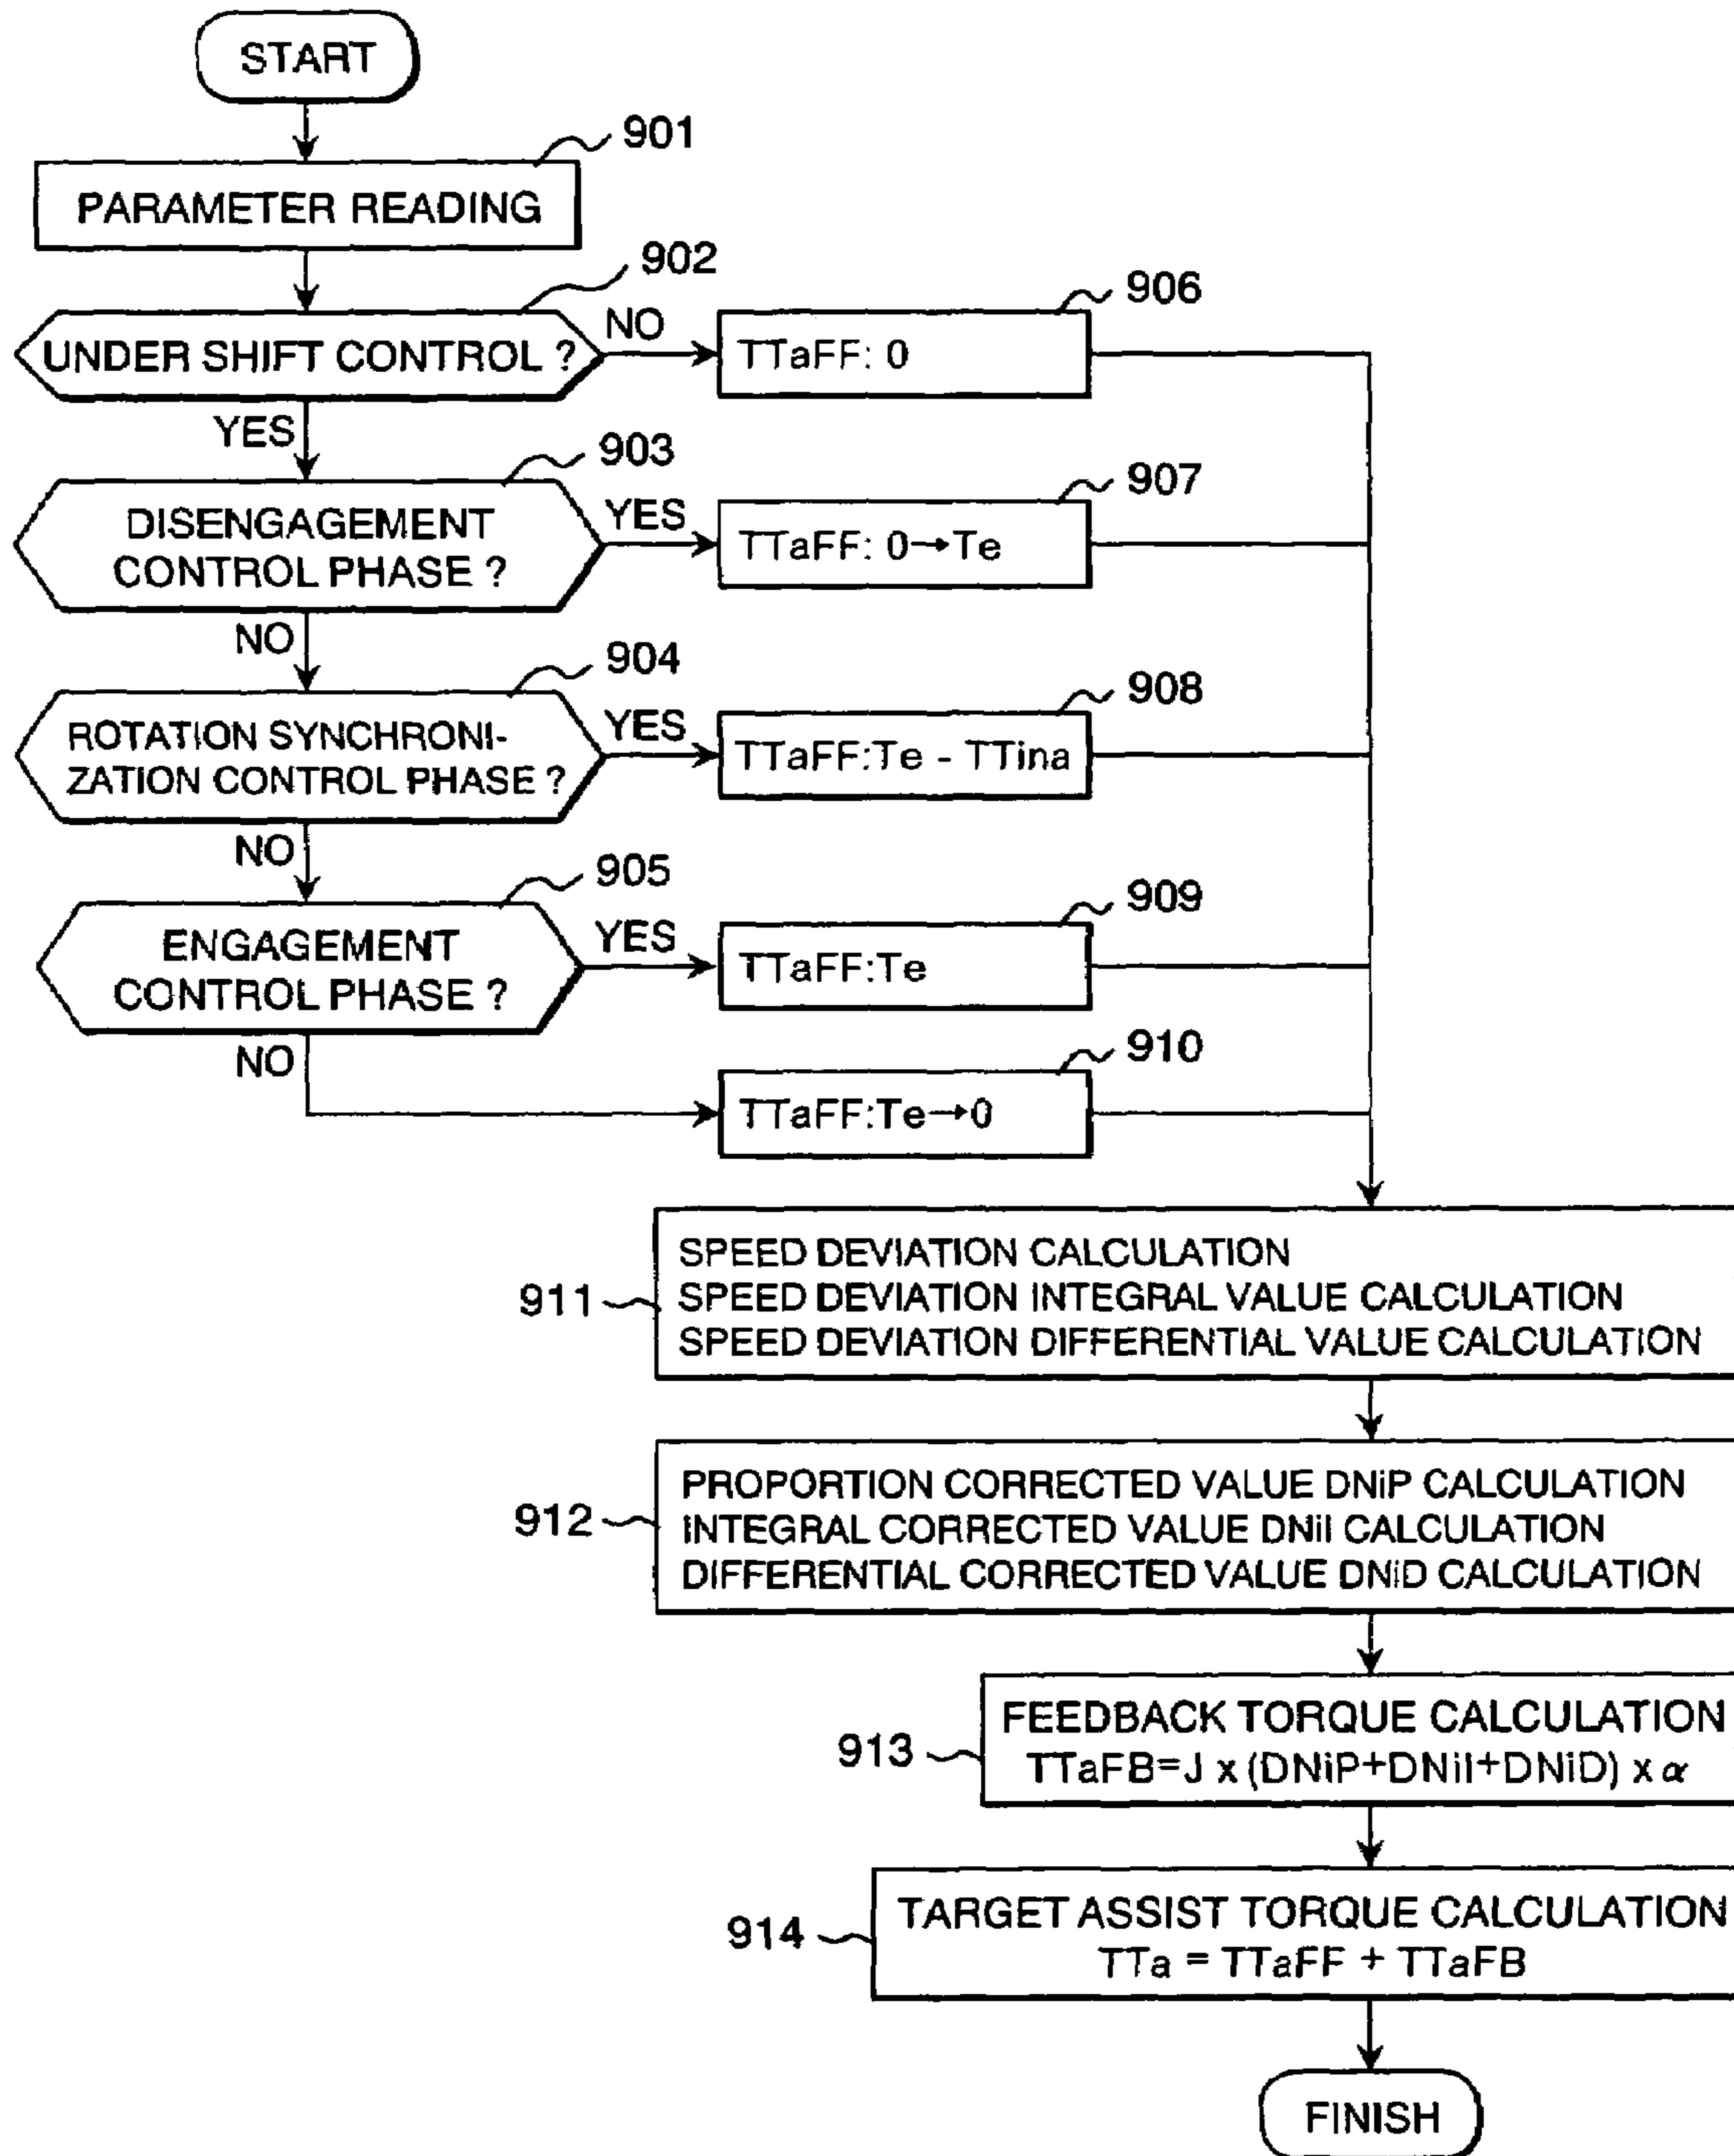 START
901
PARAMETER READING
902
UNDER SHIFT CONTROL ?
NO
906
TTaFF: 0
YES
903
DISENGAGEMENT
CONTROL PHASE ?
YES
907
TTaFF: 0→Te
NO
904
ROTATION SYNCHRONI-
ZATION CONTROL PHASE ?
YES
908
TTaFF:Te - TTina
NO
905
ENGAGEMENT
CONTROL PHASE ?
YES
909
TTaFF:Te
NO
910
TTaFF:Te→0
911
SPEED DEVIATION CALCULATION
SPEED DEVIATION INTEGRAL VALUE CALCULATION
SPEED DEVIATION DIFFERENTIAL VALUE CALCULATION
912
PROPORTION CORRECTED VALUE DNiP CALCULATION
INTEGRAL CORRECTED VALUE DNiI CALCULATION
DIFFERENTIAL CORRECTED VALUE DNiD CALCULATION
913
FEEDBACK TORQUE CALCULATION
TTaFB=J x (DNiP+DNiI+DNiD) x α
914
TARGET ASSIST TORQUE CALCULATION
TTa = TTaFF + TTaFB
FINISH